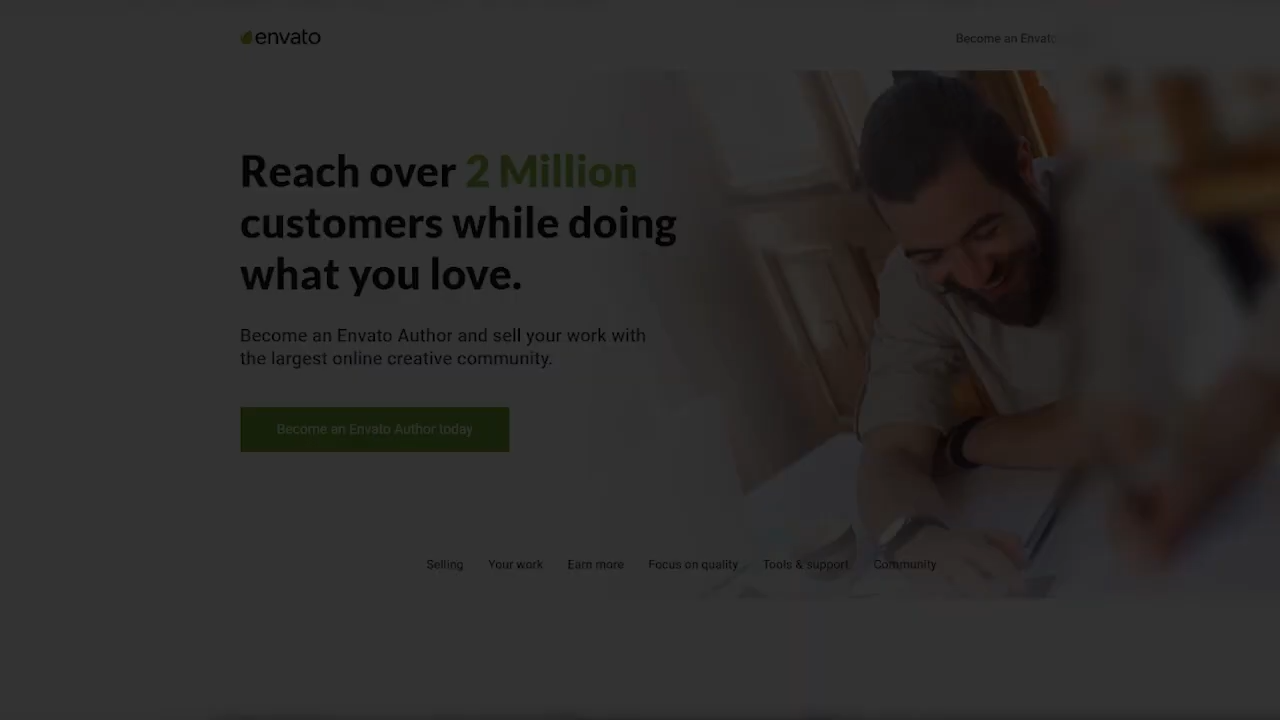 envato
Become an Envato
Reach over 2 Million
customers while doing
what you love.
Become an Envato Author and sell your work with
the largest online creative community.
Become an Envato Author today
Selling Your work Earn more Focus on quality Tools & support Community